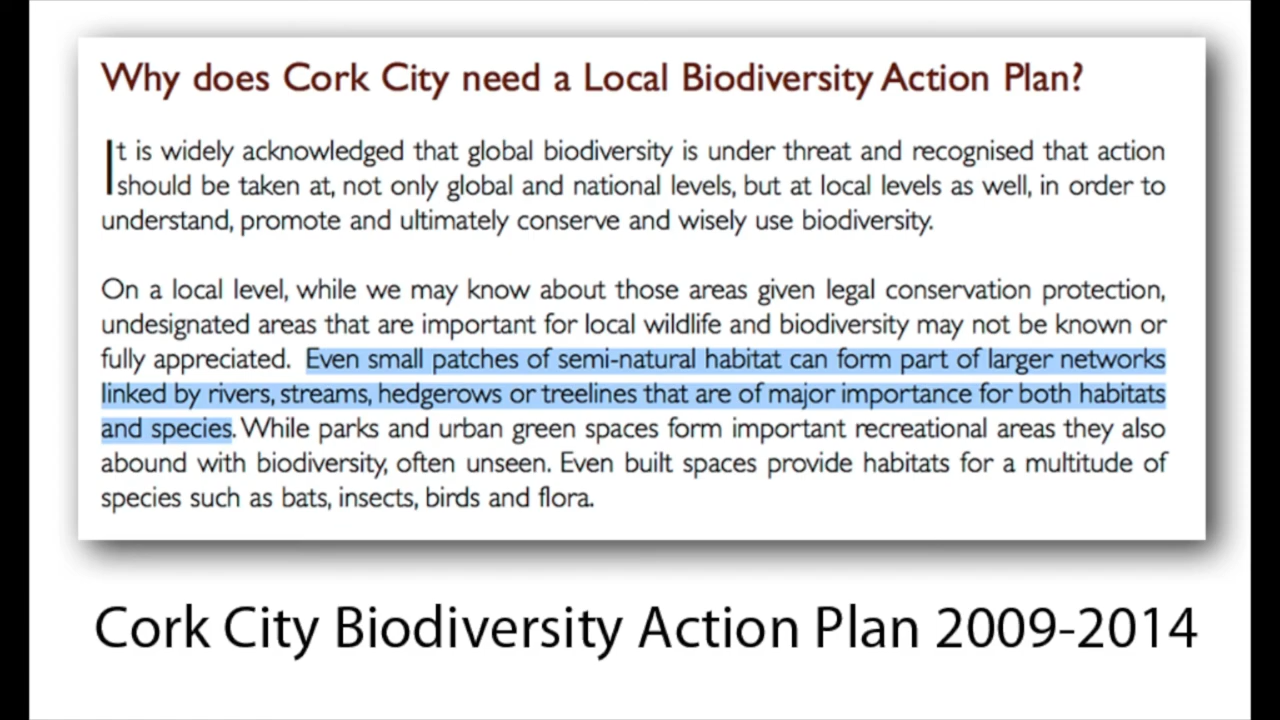 Why does Cork City need a Local Biodiversity Action Plan?
It is widely acknowledged that global biodiversity is under threat and recognised that action
should be taken at, not only global and national levels, but at local levels as well, in order to
understand, promote and ultimately conserve and wisely use biodiversity.
On a local level, while we may know about those areas given legal conservation protection,
undesignated areas that are important for local wildlife and biodiversity may not be known or
fully appreciated. Even small patches of semi-natural habitat can form part of larger networks
linked by rivers, streams, hedgerows or treelines that are of major importance for both habitats
and species. While parks and urban green spaces form important recreational areas they also
abound with biodiversity, often unseen. Even built spaces provide habitats for a multitude of
species such as bats, insects, birds and flora.
Cork City Biodiversity Action Plan 2009-2014